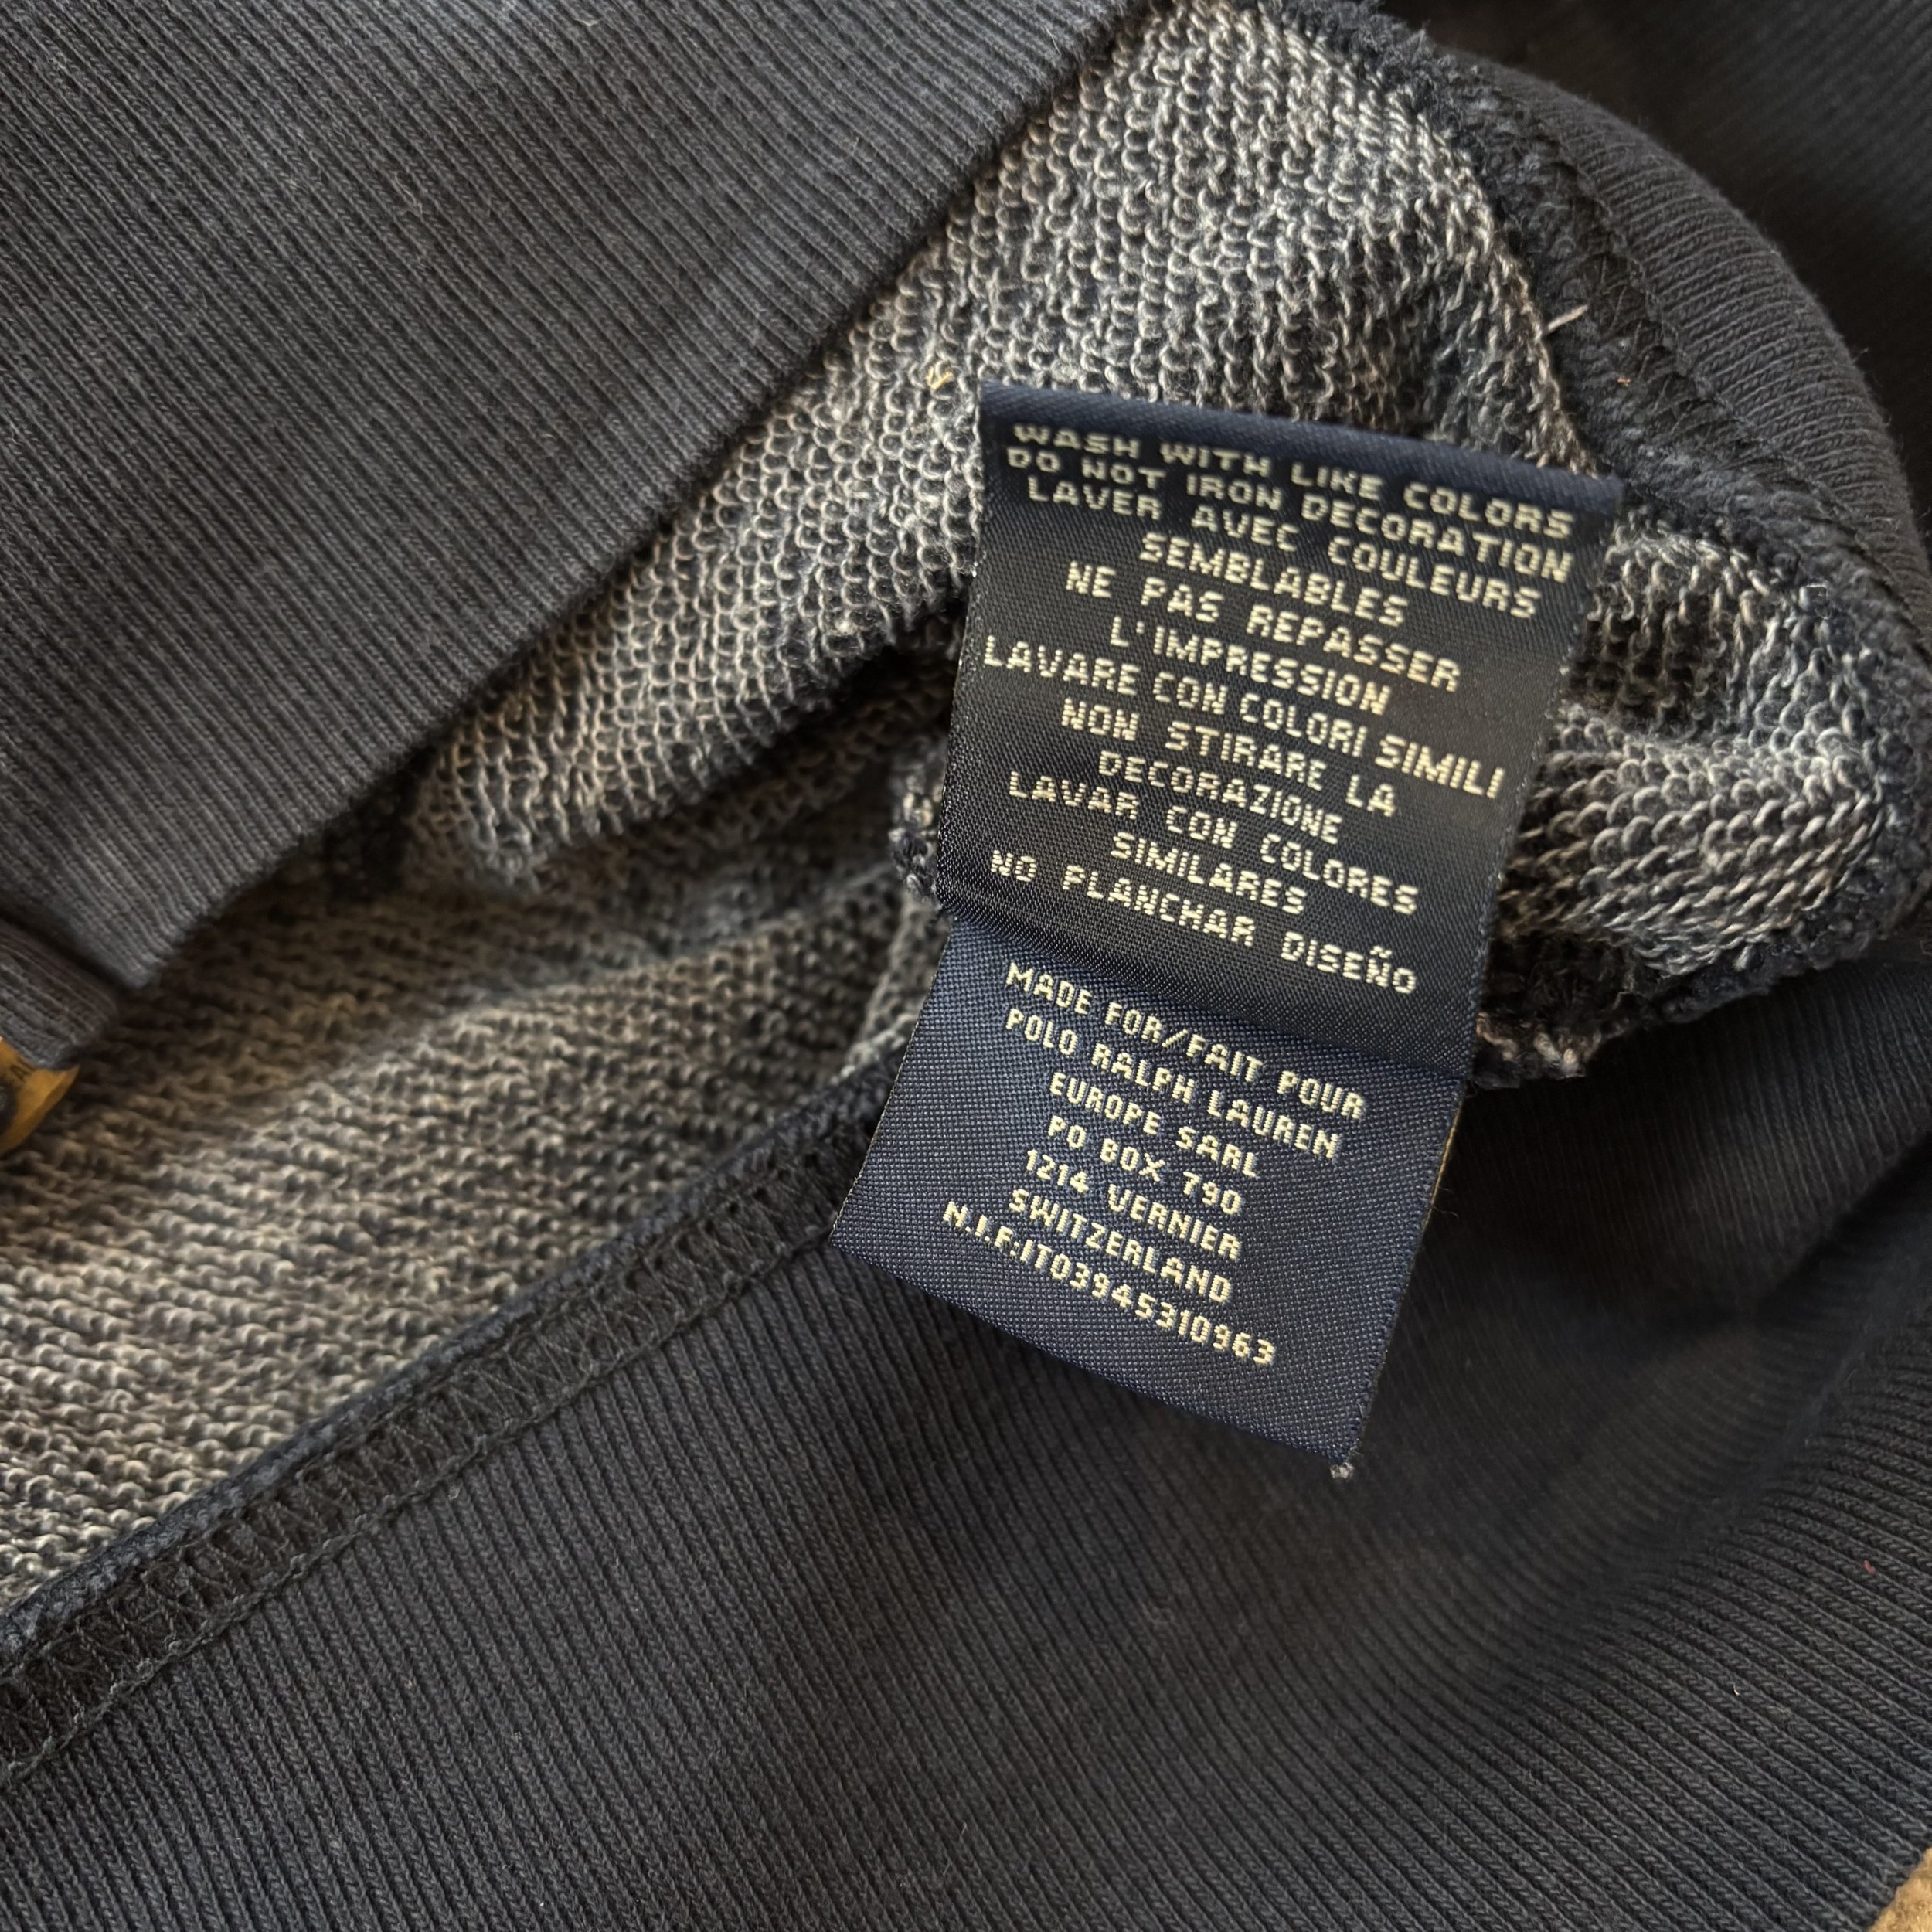 WASH WITH LIKE COLORS
DO NOT IRON DECORATION
LAVER AVEC COULEURS
SEMBLABLES
NE PAS REPASSER
L'IMPRESSION
LAVARE CON COLORI SIMILI
NON STIRARE LA
DECORAZIONE
LAVAR CON COLORES
SIMILARES
NO PLANCHAR DISEÑO
MADE FOR/FAIT POUR
POLO RALPH LAUREN
EUROPE SARL
PO BOX 790
1214 VERNIER
SWITZERLAND
N.I.F:IT03945310963